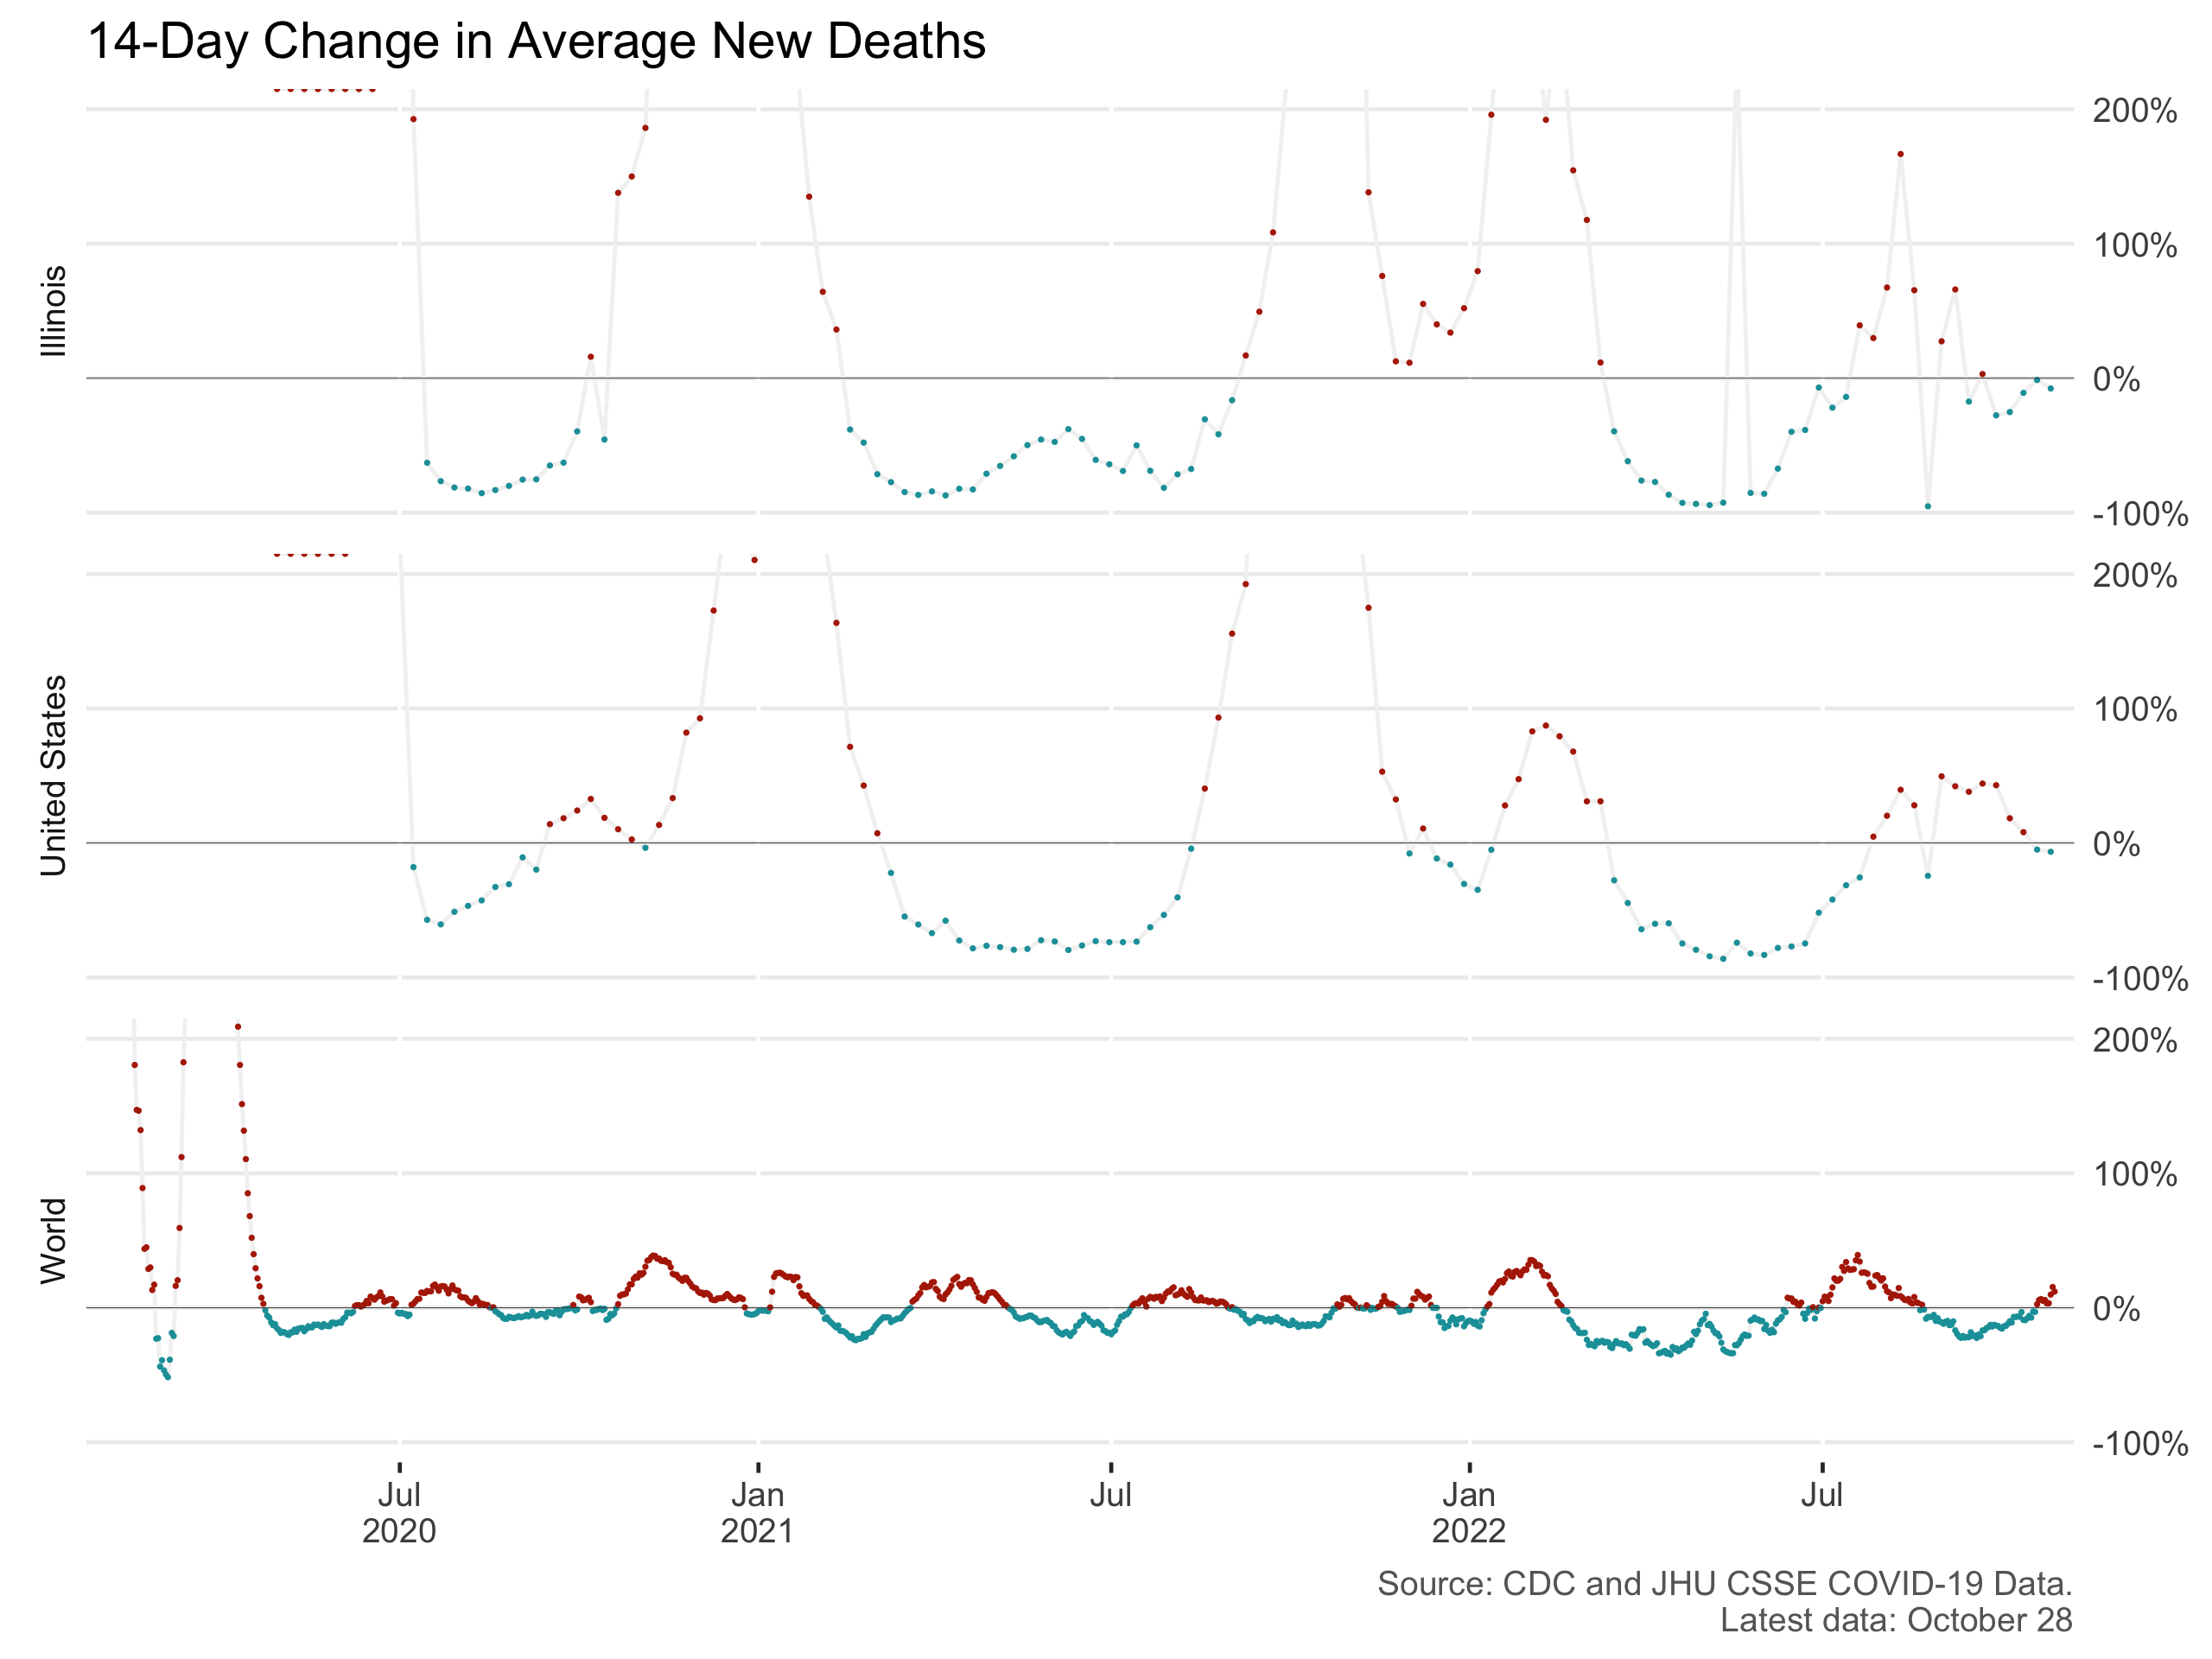 14-Day Change in Average New Deaths
Illinois
200%
100%
0%
-100%
United States
200%
100%
0%
-100%
World
200%
100%
0%
-100%
Jul
2020
Jan
2021
Jul
Jan
2022
Jul
Source: CDC and JHU CSSE COVID-19 Data.
Latest data: October 28